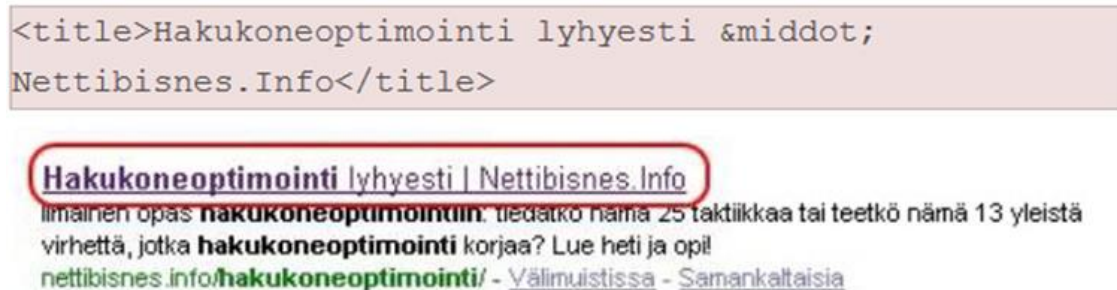 <title>Hakukoneoptimointi lyhyesti &middot;
Nettibisnes.Info</title>
Hakukoneoptimointi lyhyesti | Nettibisnes.Info
Ilmainen opas hakukoneoptimointiin: tiedätkö nämä 25 taktiikkaa tai teetkö nämä 13 yleistä
virhettä, jotka hakukoneoptimointi korjaa? Lue heti ja opi!
nettibisnes.info/hakukoneoptimointi/ - Välimuistissa - Samankaltaisia